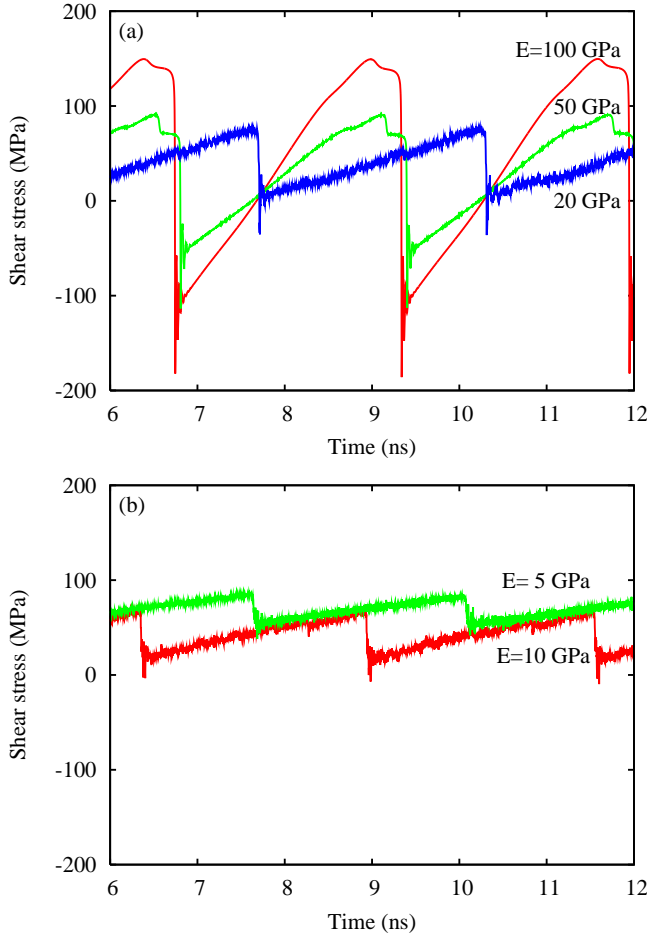 200
(a)
E=100 GPa
100
50 GPa
0
20 GPa
-100
-200
Shear stress (MPa)
6 7 8 9 10 11 12
Time (ns)
200
(b)
100
E= 5 GPa
0
E=10 GPa
-100
-200
Shear stress (MPa)
6 7 8 9 10 11 12
Time (ns)